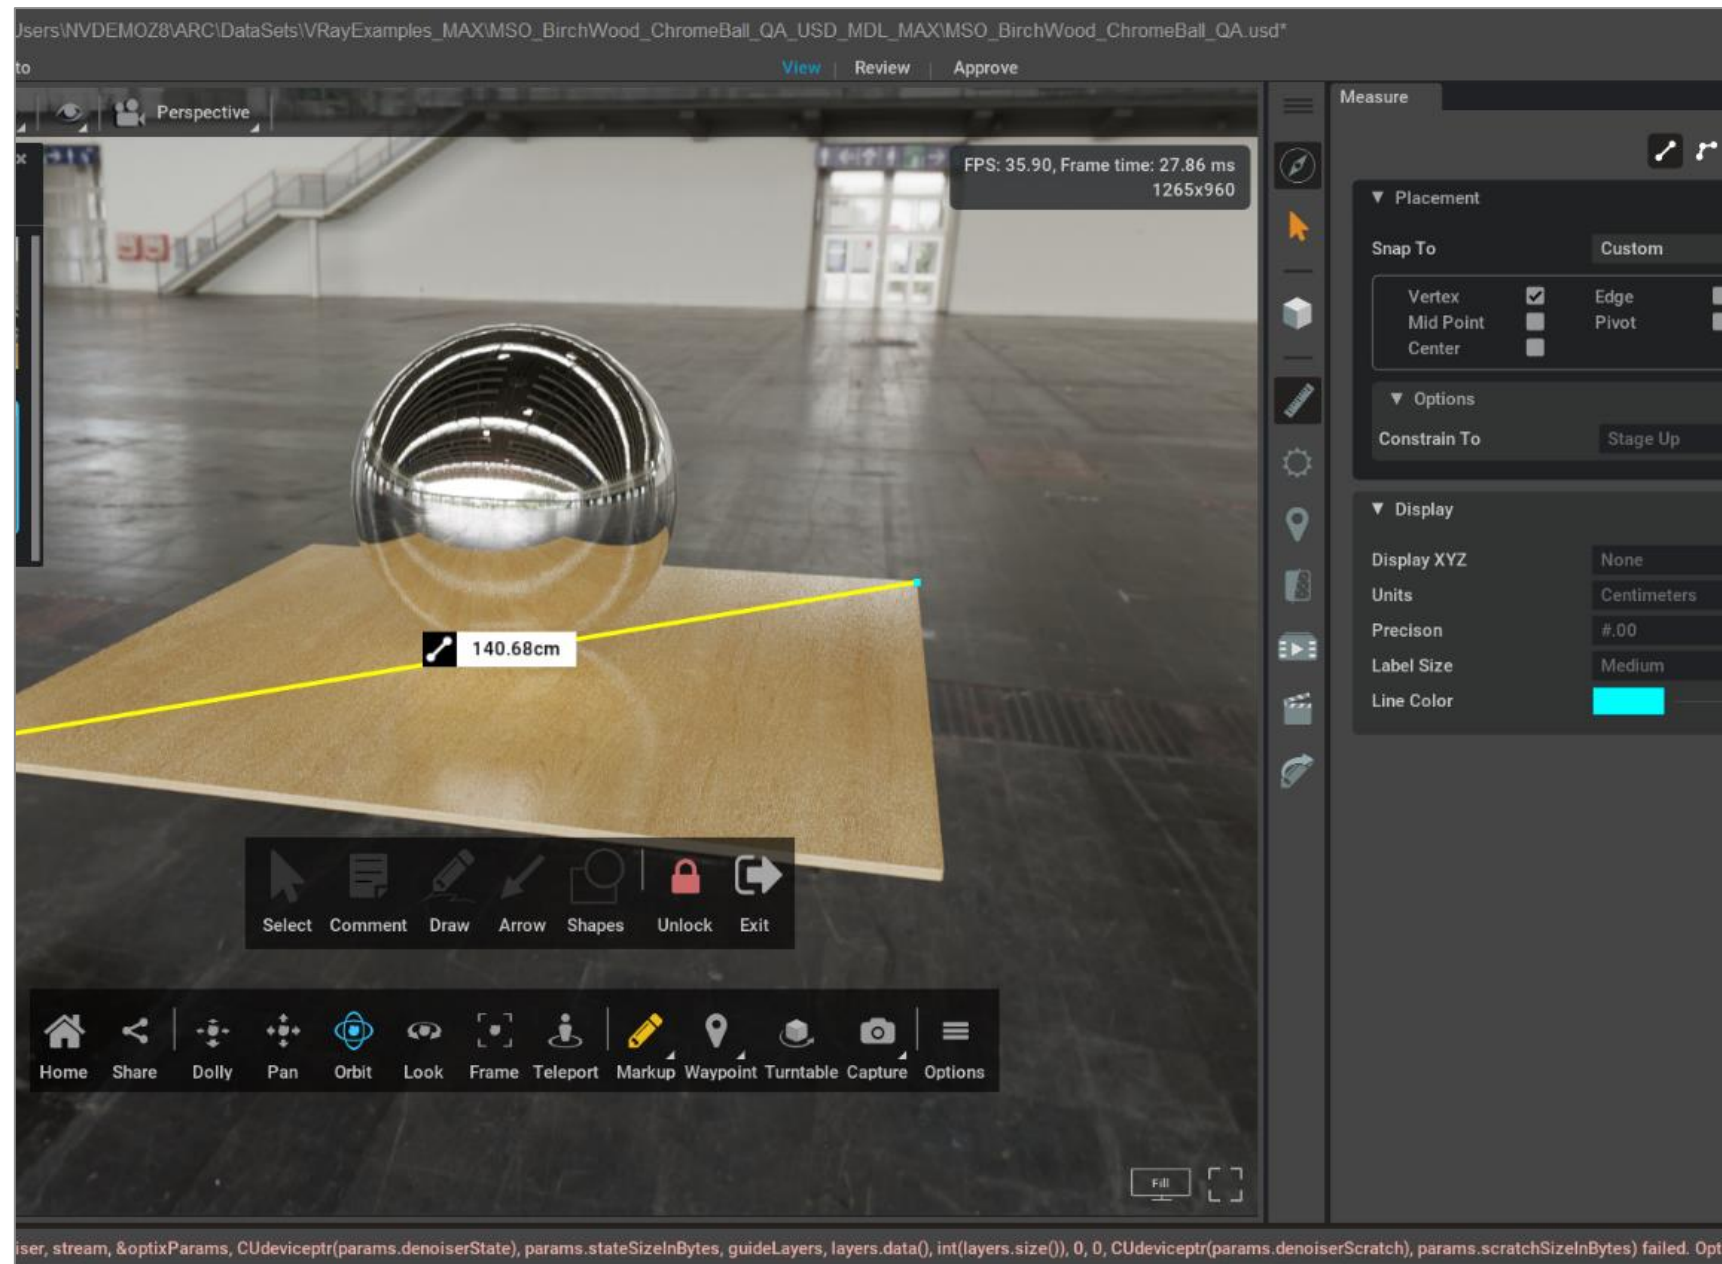 Users\NVDEMOZ8\ARC\DataSets\VRayExamples_MAX\MSO_BirchWood_ChromeBall_QA_USD_MDL_MAX\MSO_BirchWood_ChromeBall_QA.usd*
to
View | Review | Approve
Perspective
FPS: 35.90, Frame time: 27.86 ms
1265x960
140.68cm
Select Comment Draw Arrow Shapes Unlock Exit
Home Share Dolly Pan Orbit Look Frame Teleport Markup Waypoint Turntable Capture Options
Fill
Measure
Placement
Snap To Custom
Vertex Edge
Mid Point Pivot
Center
Options
Constrain To Stage Up
Display
Display XYZ None
Units Centimeters
Precison #.00
Label Size Medium
Line Color
iser, stream, &optixParams, CUdeviceptr(params.denoiserState), params.stateSizeInBytes, guideLayers, layers.data(), int(layers.size()), 0, 0, CUdeviceptr(params.denoiserScratch), params.scratchSizeInBytes) failed. Opt